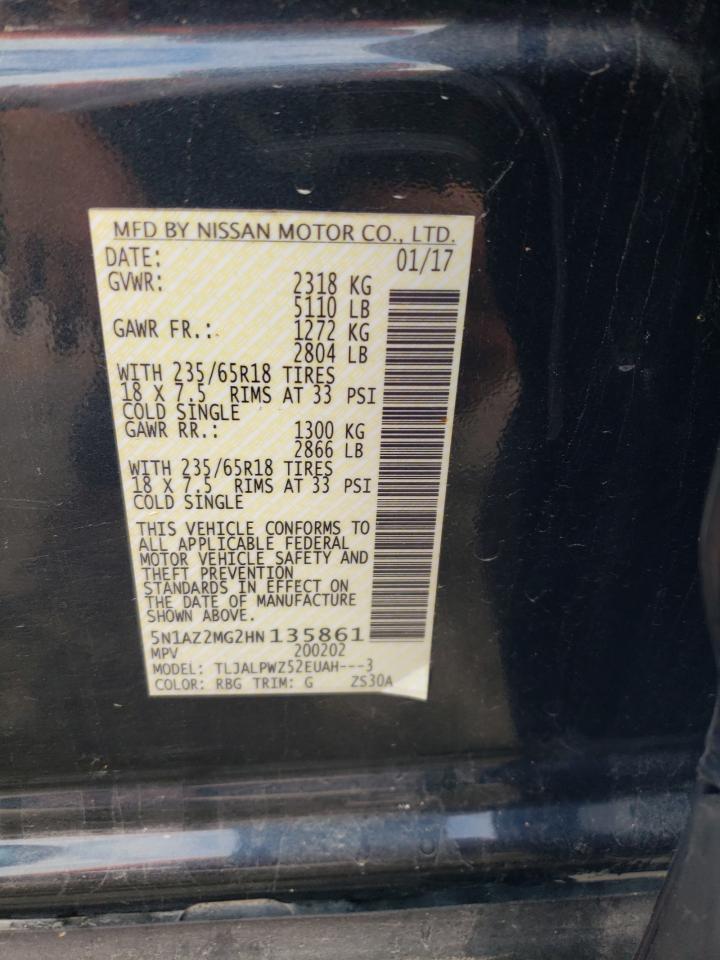 MFD BY NISSAN MOTOR CO., LTD.
DATE: 01/17
GVWR: 2318 KG
5110 LB
GAWR FR.: 1272 KG
2804 LB
WITH 235/65R18 TIRES
18 X 7.5 RIMS AT 33 PSI
COLD SINGLE
GAWR RR.: 1300 KG
2866 LB
WITH 235/65R18 TIRES
18 X 7.5 RIMS AT 33 PSI
COLD SINGLE
THIS VEHICLE CONFORMS TO
ALL APPLICABLE FEDERAL
MOTOR VEHICLE SAFETY AND
THEFT PREVENTION
STANDARDS IN EFFECT ON
THE DATE OF MANUFACTURE
SHOWN ABOVE.
5N1AZ2MG2HN135861
MPV 200202
MODEL: TLJALPWZ52EUAH---3
COLOR: RBG TRIM: G ZS30A